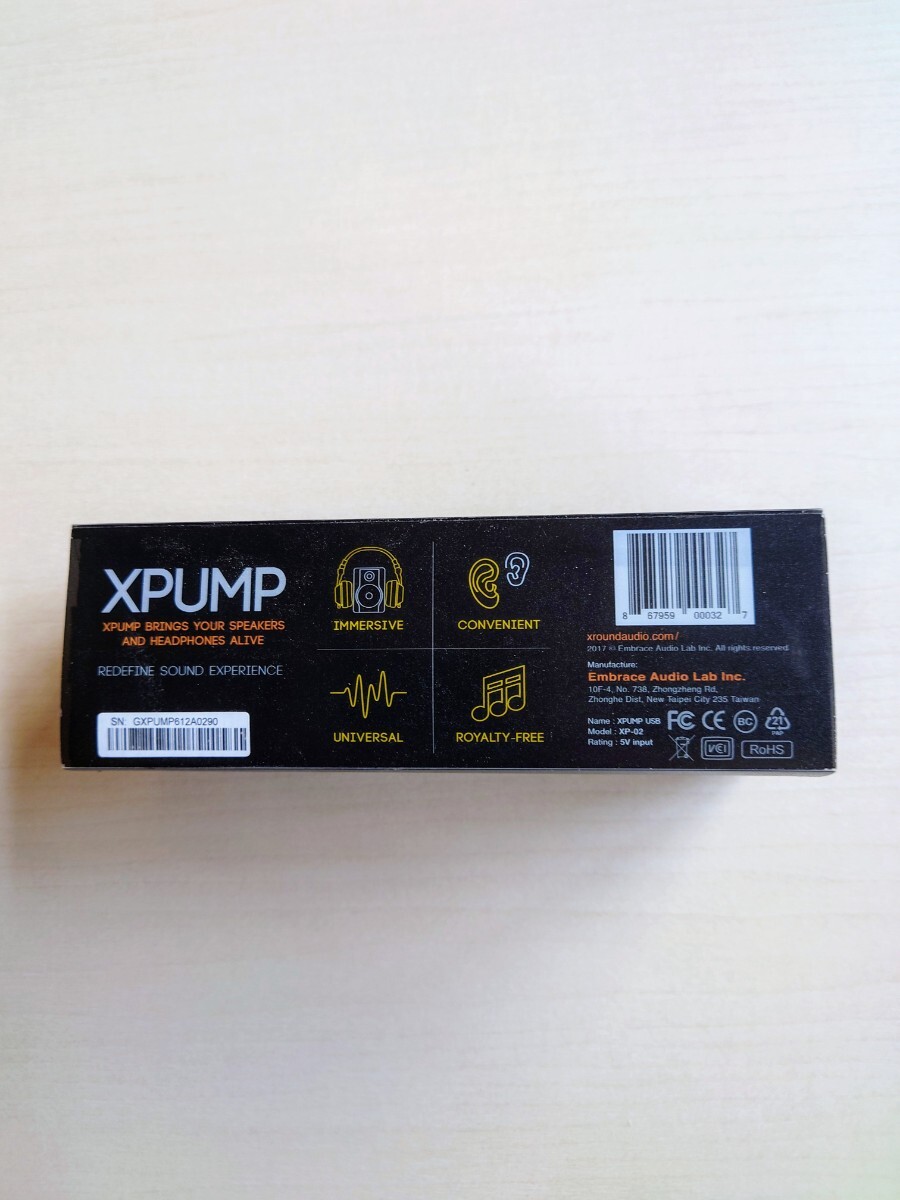 XPUMP
XPUMP BRINGS YOUR SPEAKERS
AND HEADPHONES ALIVE
REDEFINE SOUND EXPERIENCE
SN: GXPUMP612A0290
IMMERSIVE
CONVENIENT
UNIVERSAL
ROYALTY-FREE
8 67959 00032 7
xroundaudio.com/
2017 © Embrace Audio Lab Inc. All rights reserved
Manufacture:
Embrace Audio Lab Inc.
10F-4, No. 738, Zhongzheng Rd,
Zhonghe Dist, New Taipei City 235 Taiwan
Name : XPUMP USB
Model : XP-02
Rating : 5V input
FC CE BC 21
PAP
VCCI RoHS